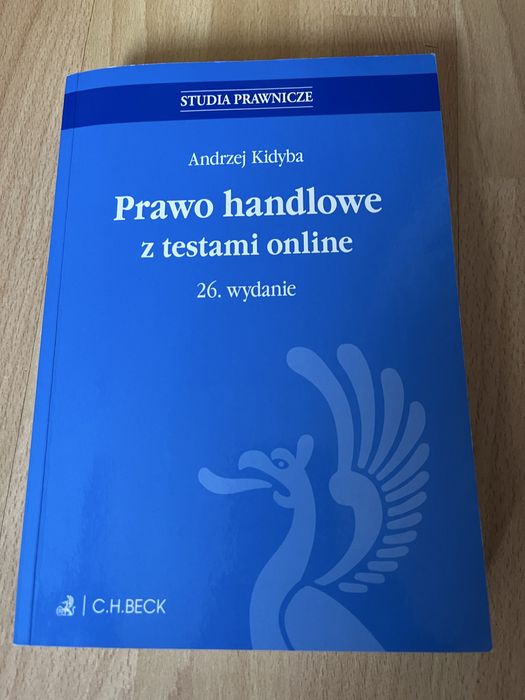 STUDIA PRAWNICZE
Andrzej Kidyba
Prawo handlowe
z testami online
26. wydanie
C.H.BECK